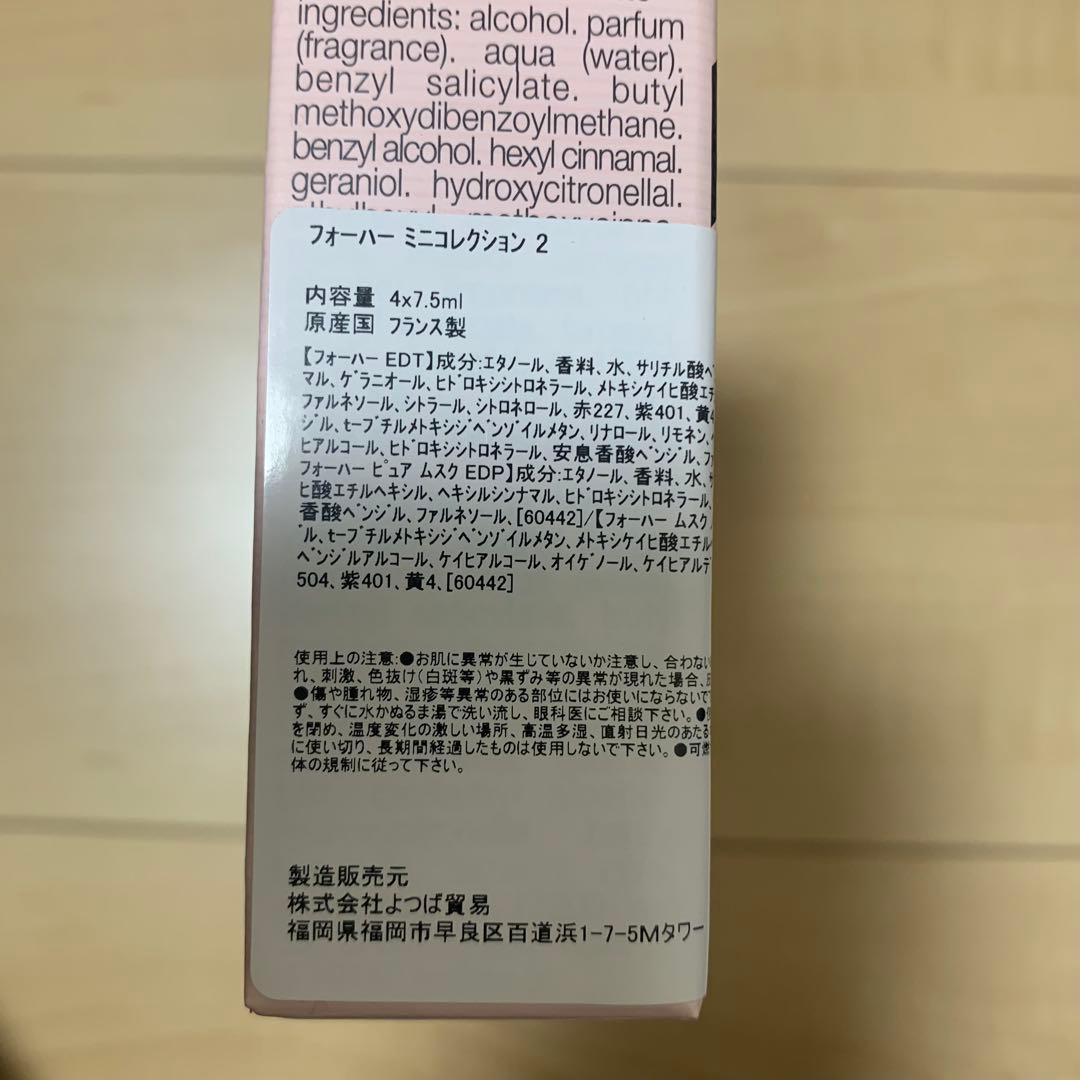 ingredients: alcohol. parfum
(fragrance). aqua (water).
benzyl salicylate. butyl
methoxydibenzoylmethane.
benzyl alcohol. hexyl cinnamal.
geraniol. hydroxycitronellal.
フォーハー ミニコレクション 2
内容量 4x7.5ml
原産国 フランス製
【フォーハー EDT】成分:エタノール、香料、水、サリチル酸ベ
マル、ゲラニオール、ヒドロキシシトロネラール、メトキシケイヒ酸エチ
ファルネソール、シトラール、シトロネロール、赤227、紫401、黄4
ジル、t-ブチルメトキシジベンゾイルメタン、リナロール、リモネン、
ヒアルコール、ヒドロキシシトロネラール、安息香酸ベンジル、ファ
フォーハー ピュア ムスク EDP】成分:エタノール、香料、水、サ
ヒ酸エチルヘキシル、ヘキシルシンナマル、ヒドロキシシトロネラール、
香酸ベンジル、ファルネソール、[60442]/【フォーハー ムスク
ル、t-ブチルメトキシジベンゾイルメタン、メトキシケイヒ酸エチル
ベンジルアルコール、ケイヒアルコール、オイゲノール、ケイヒアルデ
504、紫401、黄4、[60442]
使用上の注意:●お肌に異常が生じていないか注意し、合わない
れ、刺激、色抜け(白斑等)や黒ずみ等の異常が現れた場合、
●傷や腫れ物、湿疹等異常のある部位にはお使いにならないで
ず、すぐに水かぬるま湯で洗い流し、眼科医にご相談下さい。●
を閉め、温度変化の激しい場所、高温多湿、直射日光のあたる
に使い切り、長期間経過したものは使用しないで下さい。●可燃
体の規制に従って下さい。
製造販売元
株式会社よつば貿易
福岡県福岡市早良区百道浜1-7-5Mタワー